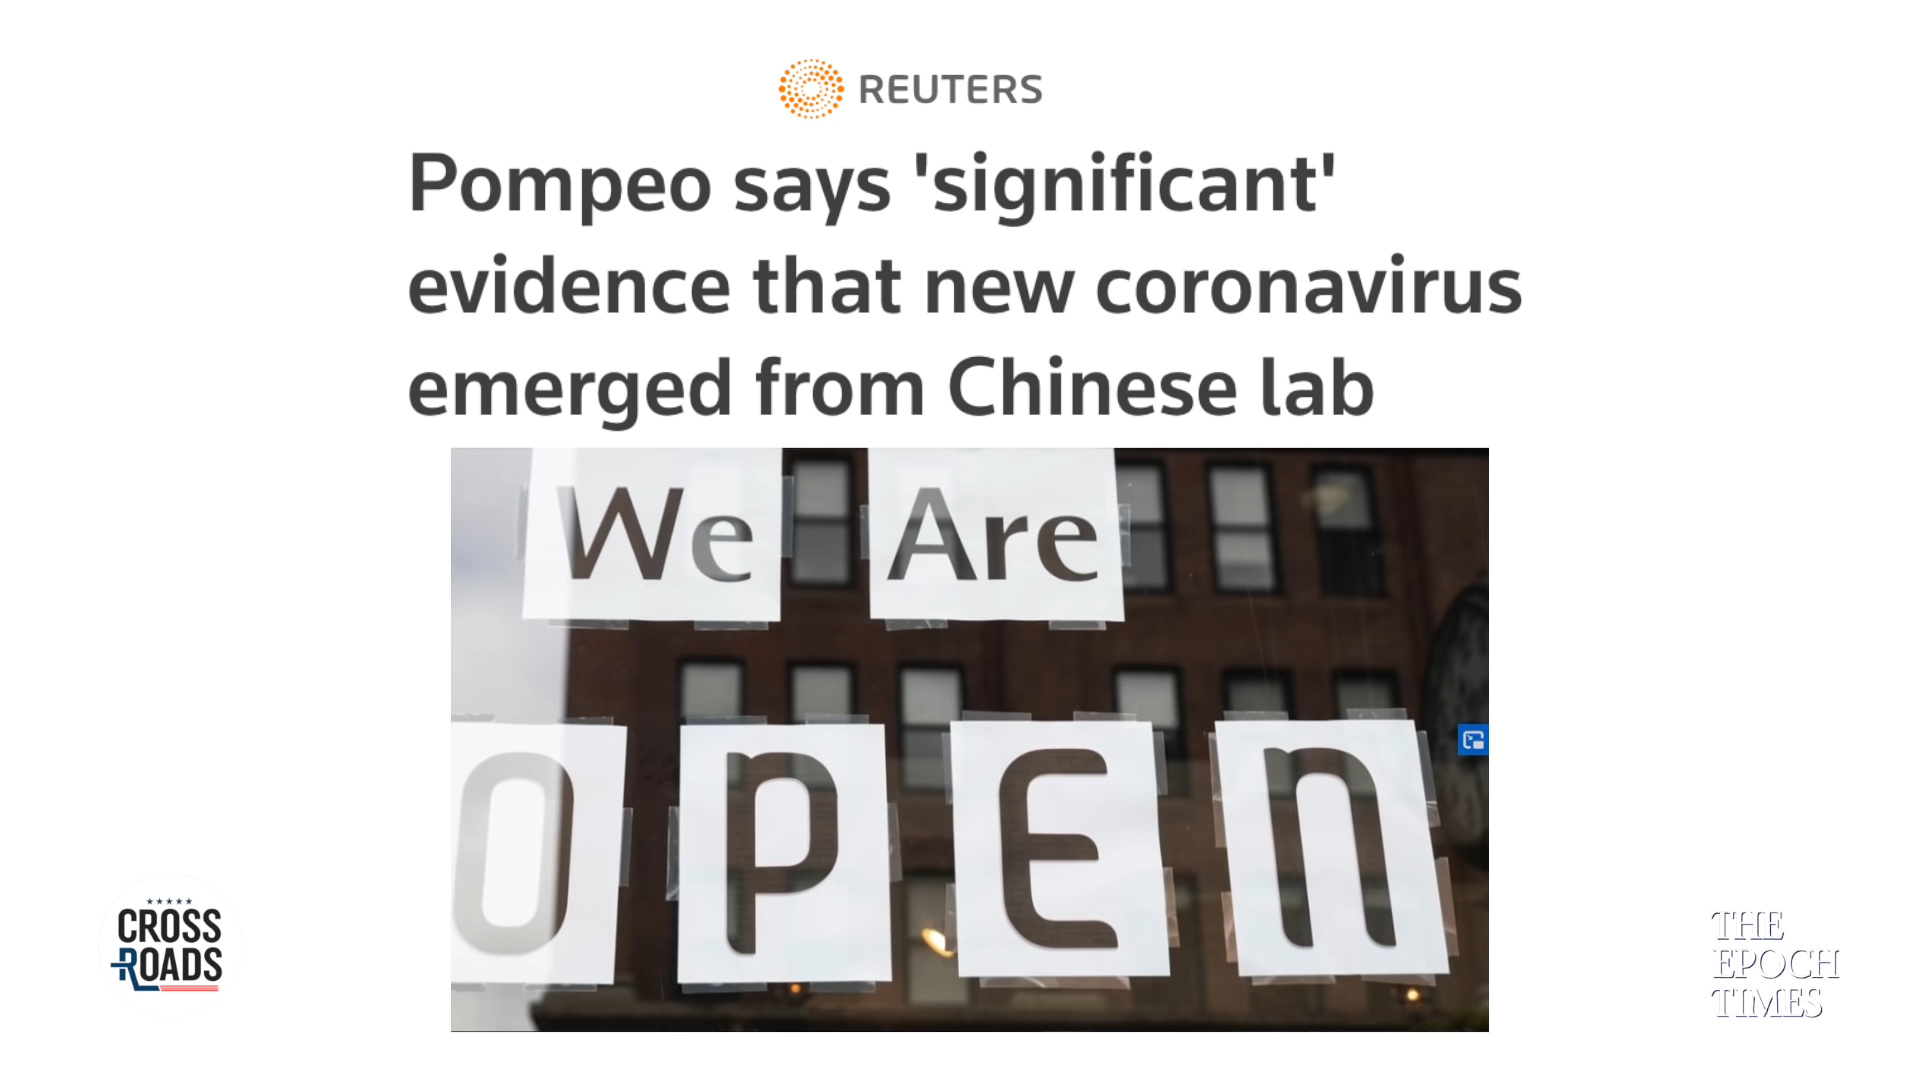 REUTERS
Pompeo says 'significant'
evidence that new coronavirus
emerged from Chinese lab
We Are
OPEn
CROSS
ROADS
THE
EPOCH
TIMES